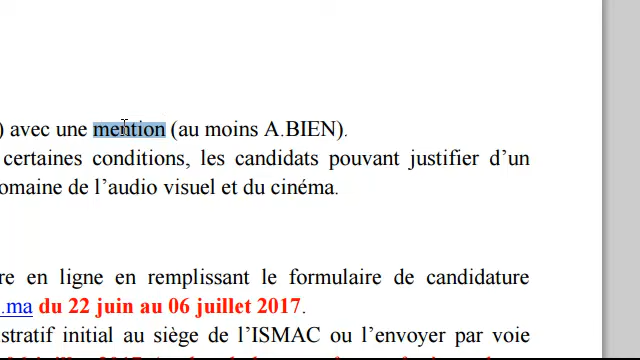 ) avec une mention (au moins A.BIEN).
certaines conditions, les candidats pouvant justifier d’un
omaine de l’audio visuel et du cinéma.
re en ligne en remplissant le formulaire de candidature
.ma du 22 juin au 06 juillet 2017.
stratif initial au siège de l’ISMAC ou l’envoyer par voie